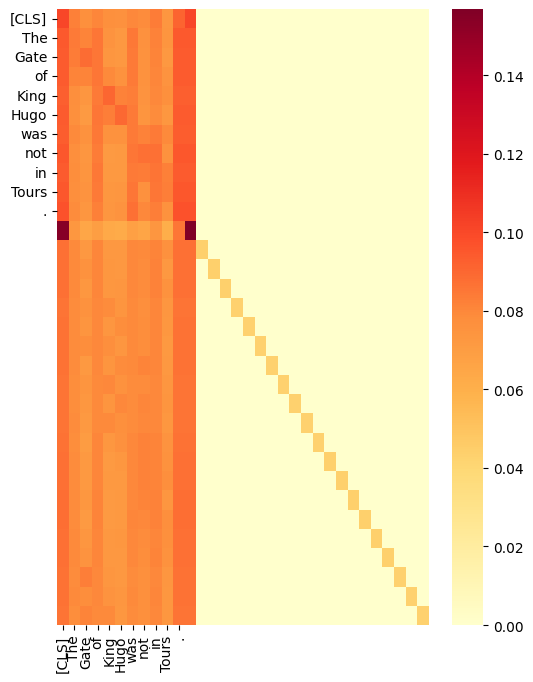 [CLS]
The
Gate
of
King
Hugo
was
not
in
Tours
.
0.14
0.12
0.10
0.08
0.06
0.04
0.02
0.00
[CLS]
The
Gate
of
King
Hugo
was
not
in
Tours
.